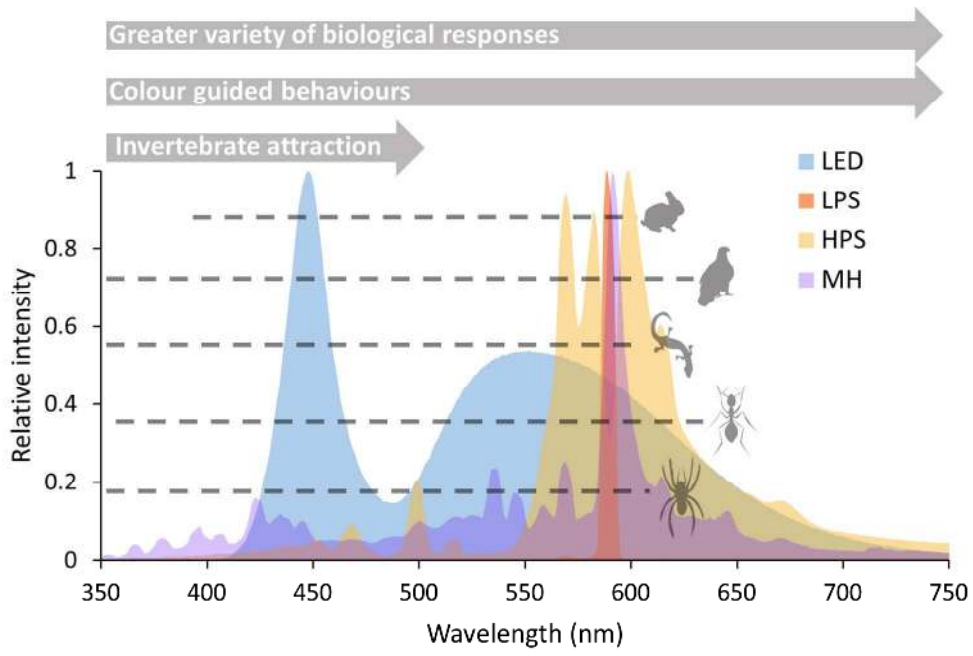 Greater variety of biological responses
Colour guided behaviours
Invertebrate attraction
1
0.8
0.6
0.4
0.2
0
Relative intensity
LED
LPS
HPS
MH
350 400 450 500 550 600 650 700 750
Wavelength (nm)